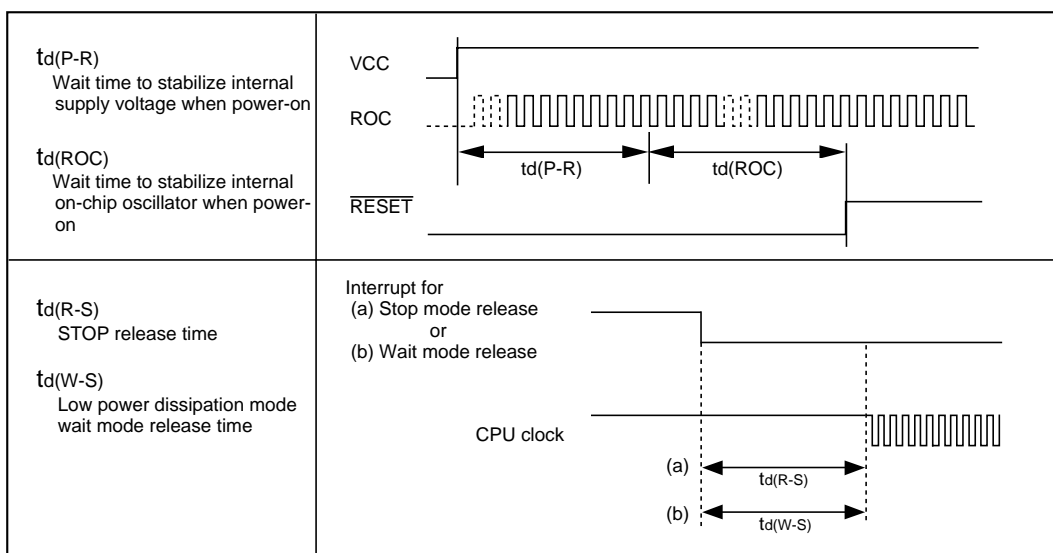 td(P-R)
Wait time to stabilize internal
supply voltage when power-on
td(ROC)
Wait time to stabilize internal
on-chip oscillator when power-
on
VCC
ROC
td(P-R)
td(ROC)
RESET
td(R-S)
STOP release time
td(W-S)
Low power dissipation mode
wait mode release time
Interrupt for
(a) Stop mode release
or
(b) Wait mode release
CPU clock
(a)
td(R-S)
(b)
td(W-S)